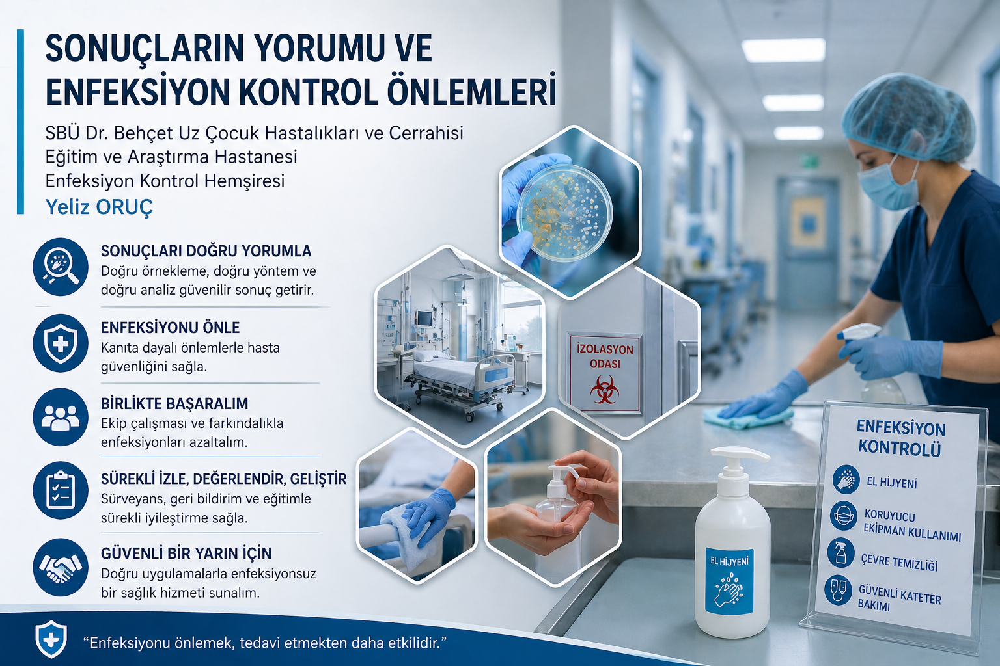 SONUÇLARIN YORUMU VE
ENFEKSİYON KONTROL ÖNLEMLERİ
SBÜ Dr. Behçet Uz Çocuk Hastalıkları ve Cerrahisi
Eğitim ve Araştırma Hastanesi
Enfeksiyon Kontrol Hemşiresi
Yeliz ORUÇ
SONUÇLARI DOĞRU YORUMLA
Doğru örnekleme, doğru yöntem ve
doğru analiz güvenilir sonuç getirir.
ENFEKSİYONU ÖNLE
Kanıta dayalı önlemlerle hasta
güvenliğini sağla.
BİRLİKTE BAŞARALIM
Ekip çalışması ve farkındalıkla
enfeksiyonları azaltalım.
SÜREKLİ İZLE, DEĞERLENDİR, GELİŞTİR
Sürveyans, geri bildirim ve eğitimle
sürekli iyileştirme sağla.
GÜVENLİ BİR YARIN İÇİN
Doğru uygulamalarla enfeksiyonsuz
bir sağlık hizmeti sunalım.
“Enfeksiyonu önlemek, tedavi etmekten daha etkilidir.”
İZOLASYON
ODASI
EL HİJYENİ
ENFEKSİYON
KONTROLÜ
EL HİJYENİ
KORUYUCU
EKİPMAN KULLANIMI
ÇEVRE TEMİZLİĞİ
GÜVENLİ KATETER
BAKIMI